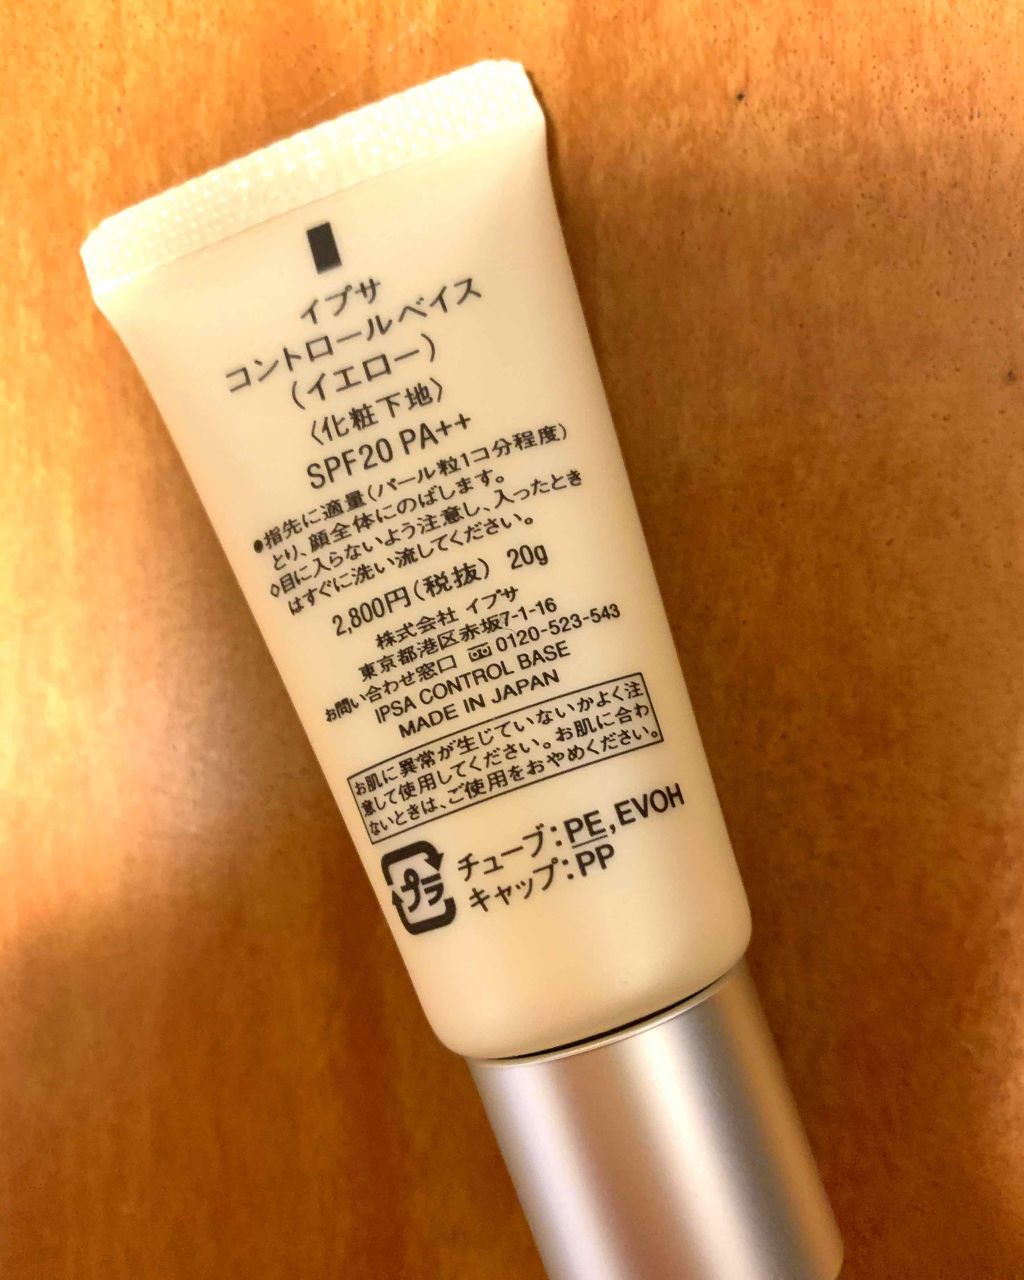 イプサ
コントロールベイス
（イエロー）
〈化粧下地〉
SPF20 PA++
●指先に適量（パール粒1コ分程度）
とり、顔全体にのばします。
◇目に入らないよう注意し、入ったとき
はすぐに洗い流してください。
2,800円（税抜） 20g
株式会社 イプサ
東京都港区赤坂7-1-16
お問い合わせ窓口 0120-523-543
IPSA CONTROL BASE
MADE IN JAPAN
お肌に異常が生じていないかよく注
意して使用してください。お肌に合わ
ないときは、ご使用をおやめください。
プラ
チューブ：PE,EVOH
キャップ：PP